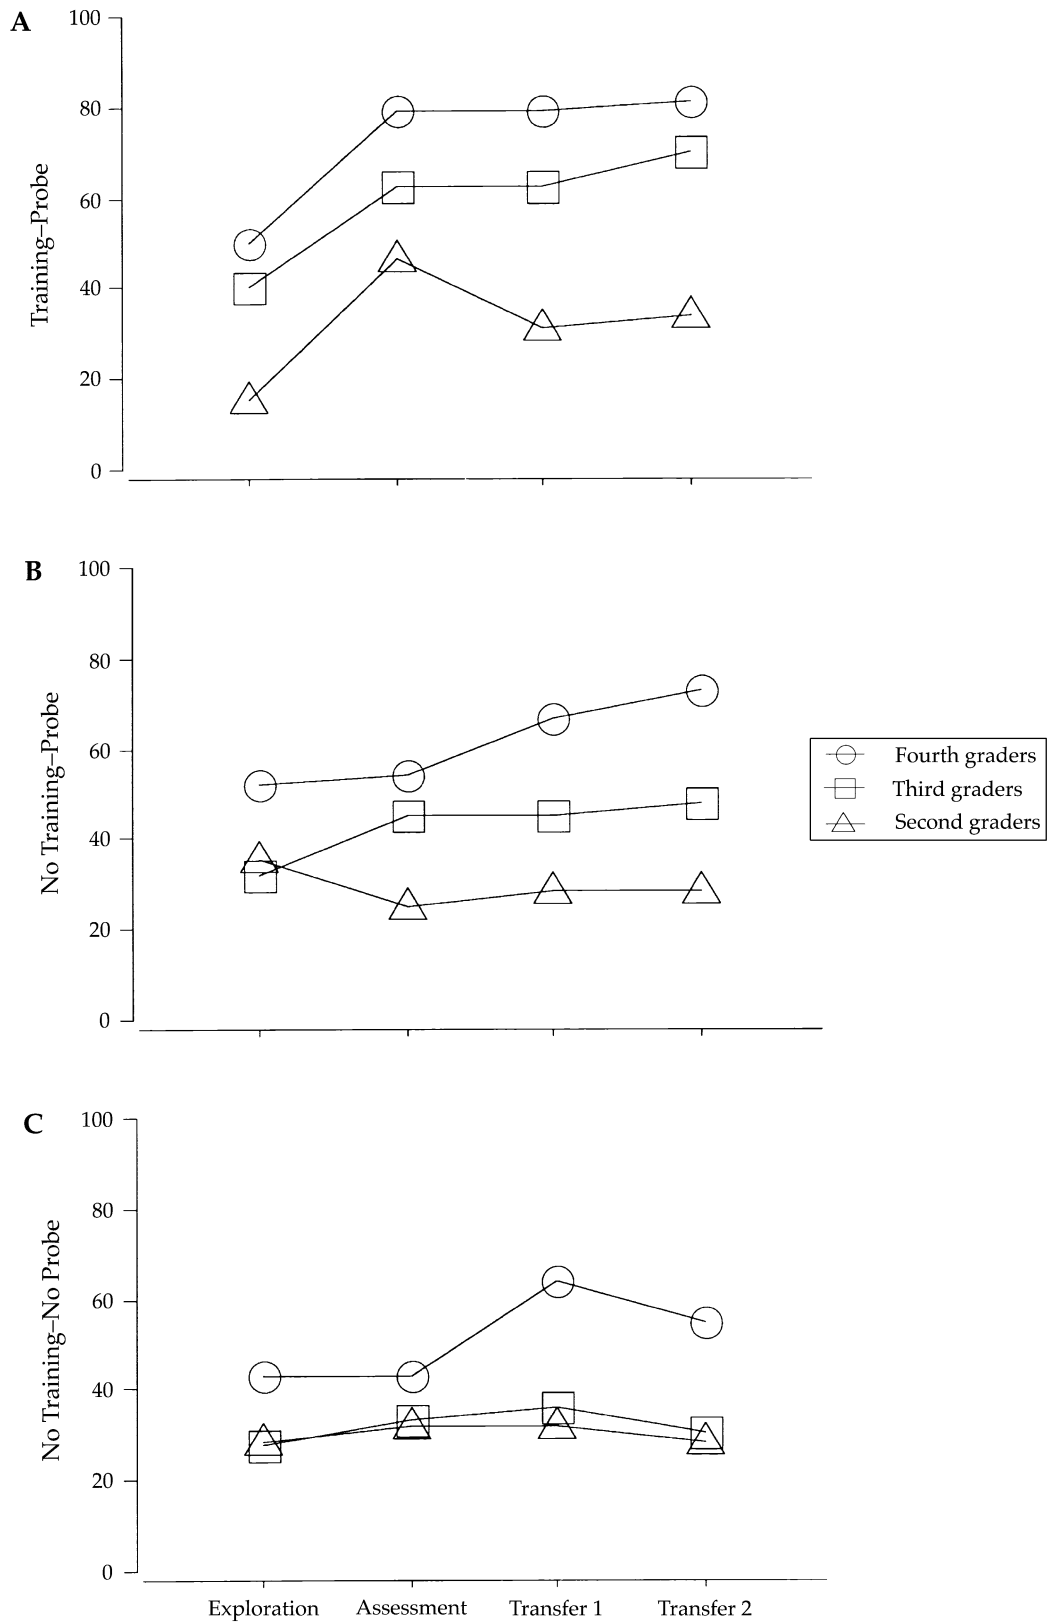 A
100
80
60
40
20
0
Training–Probe
B
100
80
60
40
20
0
No Training–Probe
Fourth graders
Third graders
Second graders
C
100
80
60
40
20
0
No Training–No Probe
Exploration Assessment Transfer 1 Transfer 2